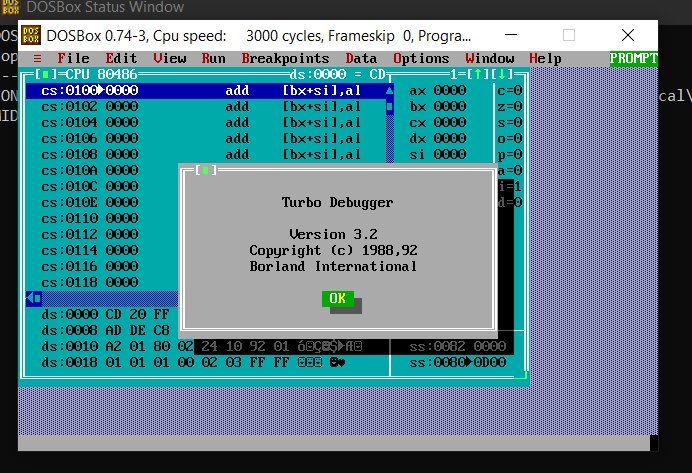 DOSBox Status Window
DOSBox 0.74-3, Cpu speed: 3000 cycles, Frameskip 0, Progra...
≡ File Edit View Run Breakpoints Data Options Window Help PROMPT
[■]=CPU 80486 ds:0000 = CD 1=[↑][↓]
cs:0100▶0000 add [bx+si],al ax 0000 c=0
cs:0102 0000 add [bx+si],al bx 0000 z=0
cs:0104 0000 add [bx+si],al cx 0000 s=0
cs:0106 0000 add [bx+si],al dx 0000 o=0
cs:0108 0000 add [bx+si],al si 0000 p=0
cs:010A 0000 a=0
cs:010C 0000 i=1
cs:010E 0000 d=0
cs:0110 0000
cs:0112 0000
cs:0114 0000
cs:0116 0000
cs:0118 0000
[■]
Turbo Debugger
Version 3.2
Copyright (c) 1988,92
Borland International
OK
ds:0000 CD 20 FF
ds:0008 AD DE C8
ds:0010 A2 01 80 02 24 10 92 01 ss:0082 0000
ds:0018 01 01 01 00 02 03 FF FF ☺☺☺ ☻♥ ss:0080▶0D00
cal\